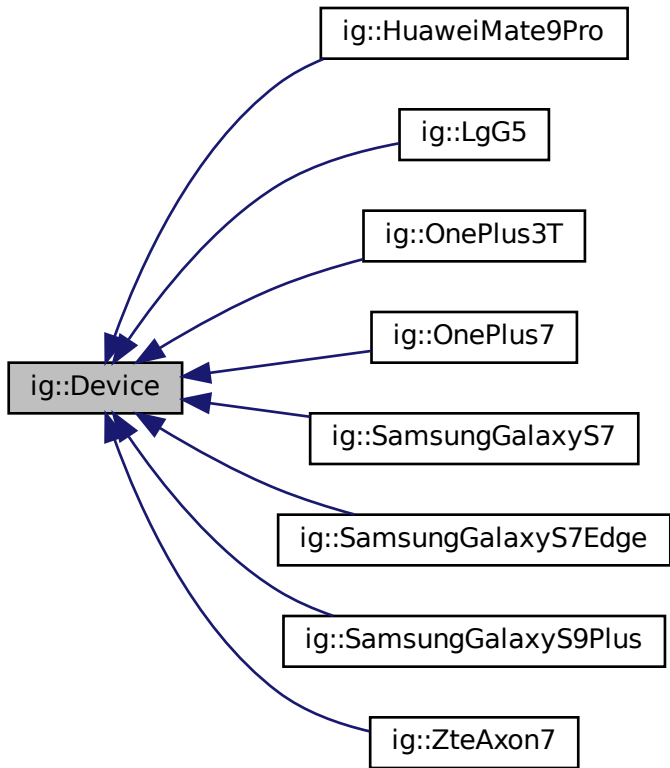 ig::HuaweiMate9Pro
ig::LgG5
ig::OnePlus3T
ig::OnePlus7
ig::Device
ig::SamsungGalaxyS7
ig::SamsungGalaxyS7Edge
ig::SamsungGalaxyS9Plus
ig::ZteAxon7